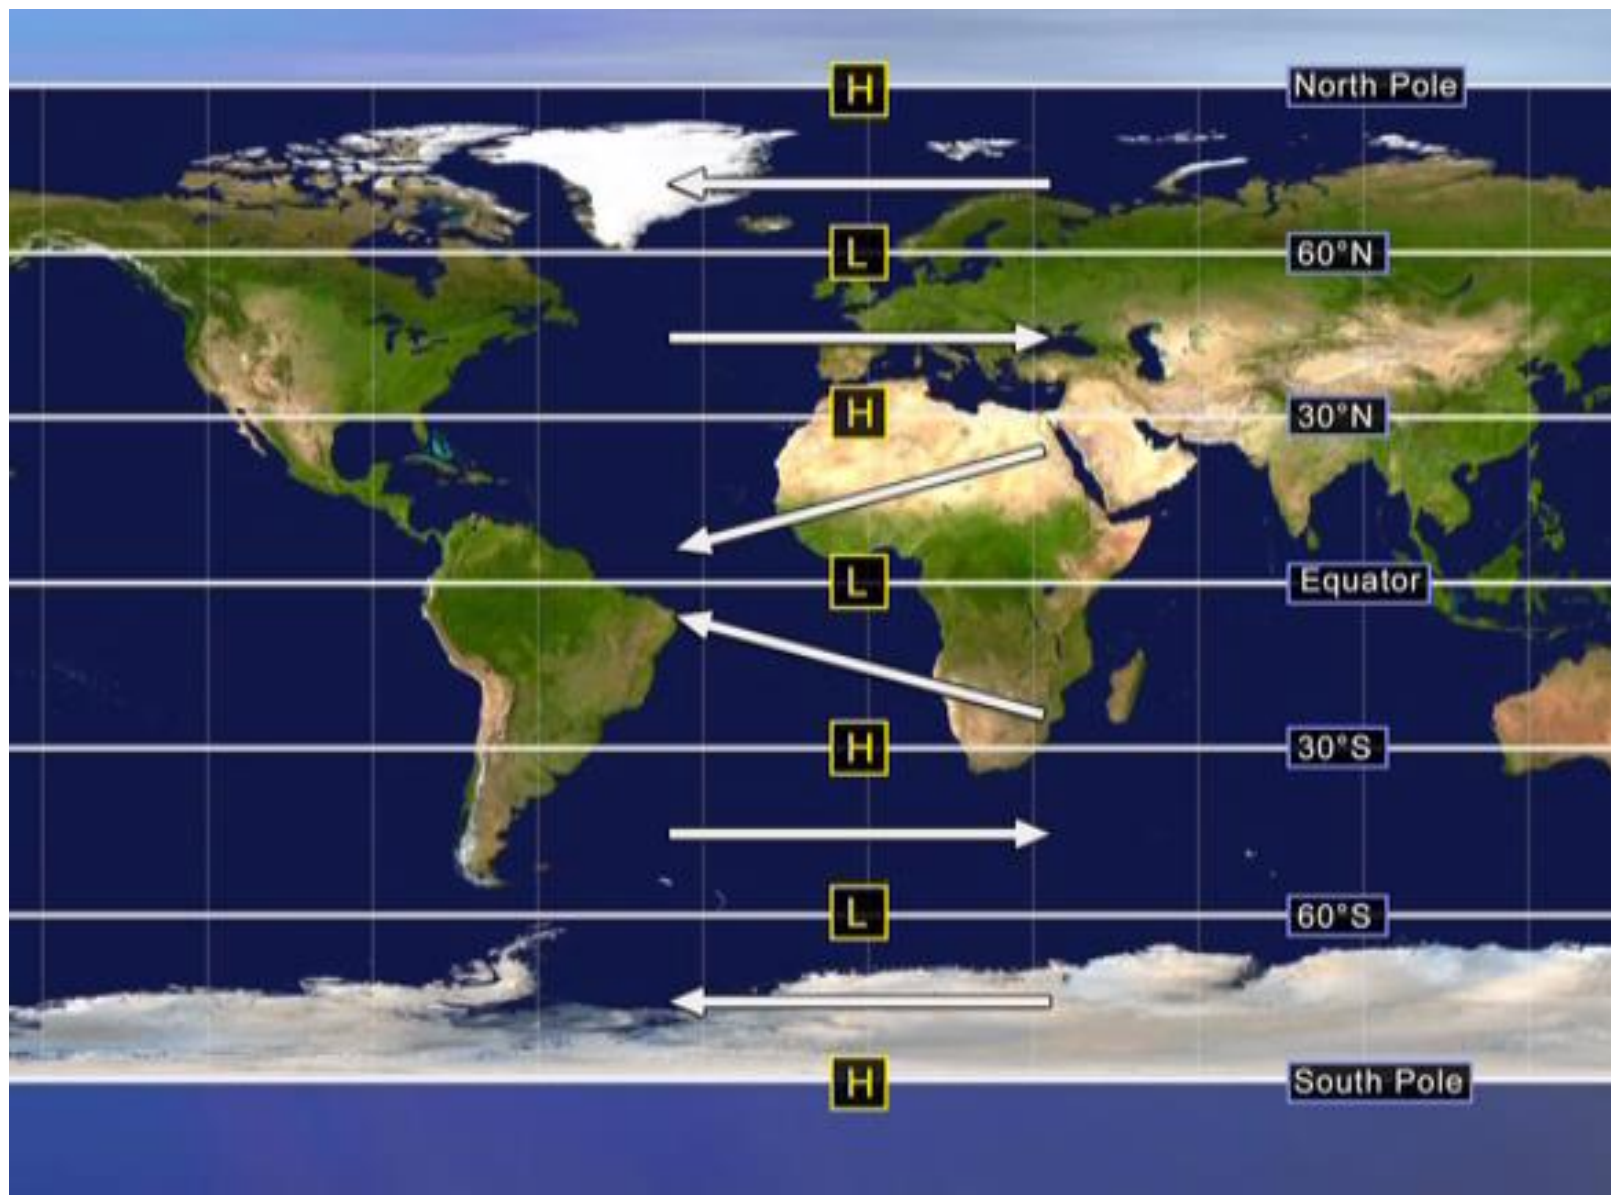 H North Pole
L 60°N
H 30°N
L Equator
H 30°S
L 60°S
H South Pole